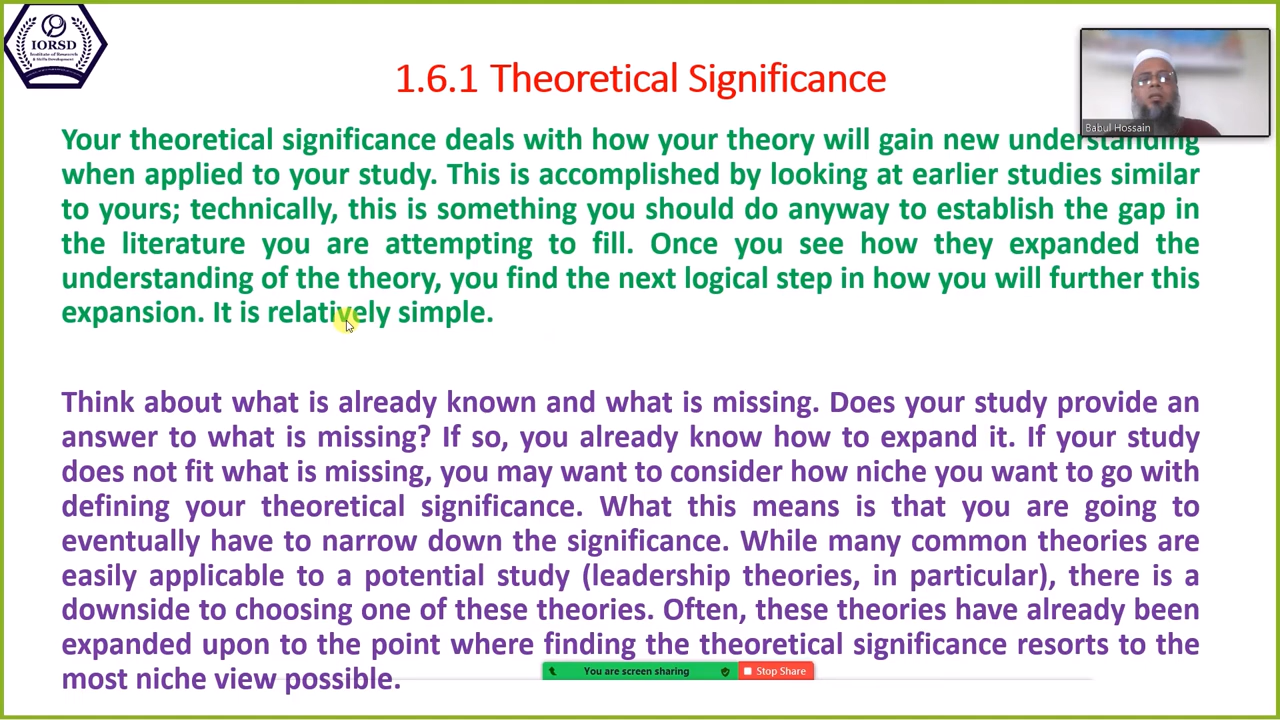 IORSD
Institute of Research
& Skills Development
1.6.1 Theoretical Significance
Babul Hossain
Your theoretical significance deals with how your theory will gain new understanding
when applied to your study. This is accomplished by looking at earlier studies similar
to yours; technically, this is something you should do anyway to establish the gap in
the literature you are attempting to fill. Once you see how they expanded the
understanding of the theory, you find the next logical step in how you will further this
expansion. It is relatively simple.
Think about what is already known and what is missing. Does your study provide an
answer to what is missing? If so, you already know how to expand it. If your study
does not fit what is missing, you may want to consider how niche you want to go with
defining your theoretical significance. What this means is that you are going to
eventually have to narrow down the significance. While many common theories are
easily applicable to a potential study (leadership theories, in particular), there is a
downside to choosing one of these theories. Often, these theories have already been
expanded upon to the point where finding the theoretical significance resorts to the
most niche view possible.
You are screen sharing
Stop Share